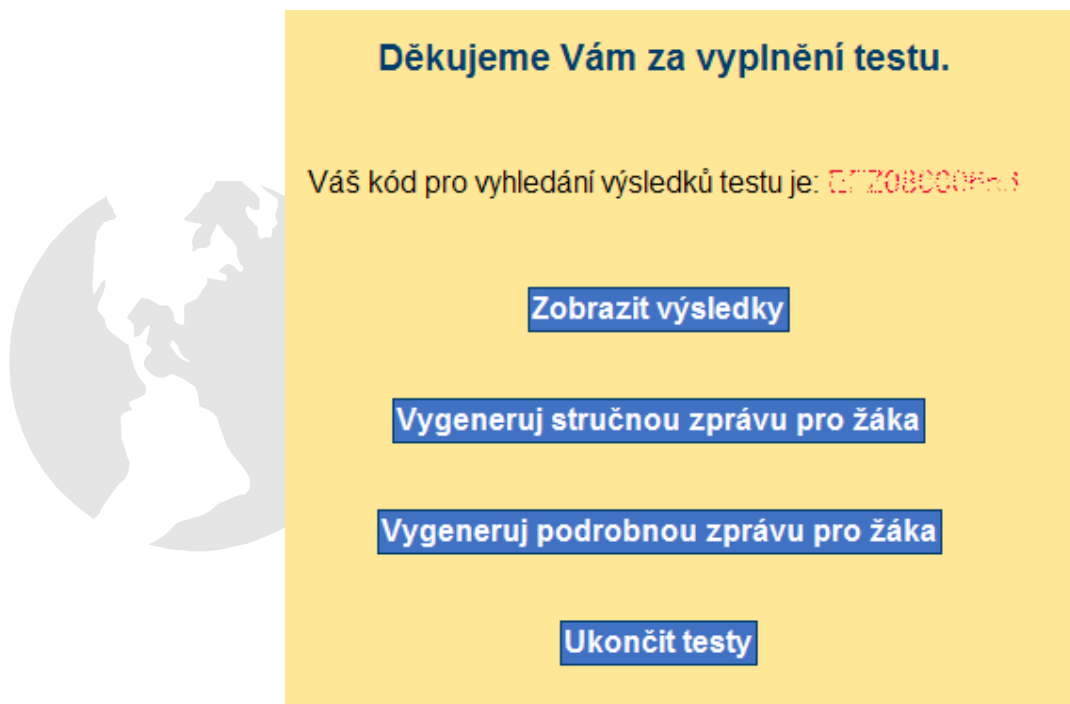 Děkujeme Vám za vyplnění testu.
Váš kód pro vyhledání výsledků testu je:
Zobrazit výsledky
Vygeneruj stručnou zprávu pro žáka
Vygeneruj podrobnou zprávu pro žáka
Ukončit testy